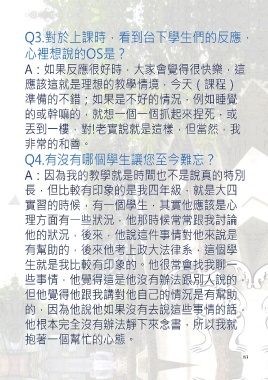 Q3.對於上課時，看到台下學生們的反應，
心裡想說的OS是？
A：如果反應很好時，大家會覺得很快樂，這
應該這就是理想的教學情境，今天（課程）
準備的不錯；如果是不好的情況，例如睡覺
的或幹嘛的，就想一個一個抓起來捏死，或
丟到一樓，對!老實說就是這樣，但當然，我
非常的和善。
Q4.有沒有哪個學生讓您至今難忘？
A：因為我的教學就是時間也不是說真的特別
長，但比較有印象的是我四年級，就是大四
實習的時候，有一個學生，其實他應該是心
理方面有一些狀況，他那時候常常跟我討論
他的狀況，後來，他說這件事情對他來說是
有幫助的，後來他考上政大法律系，這個學
生就是我比較有印象的。他很常會找我聊一
些事情，他覺得這是他沒有辦法跟別人說的，
但他覺得他跟我講對他自己的情況是有幫助
的，因為他說他如果沒有去說這些事情的話，
他根本完全沒有辦法靜下來念書，所以我就
抱著一個幫忙的心態。